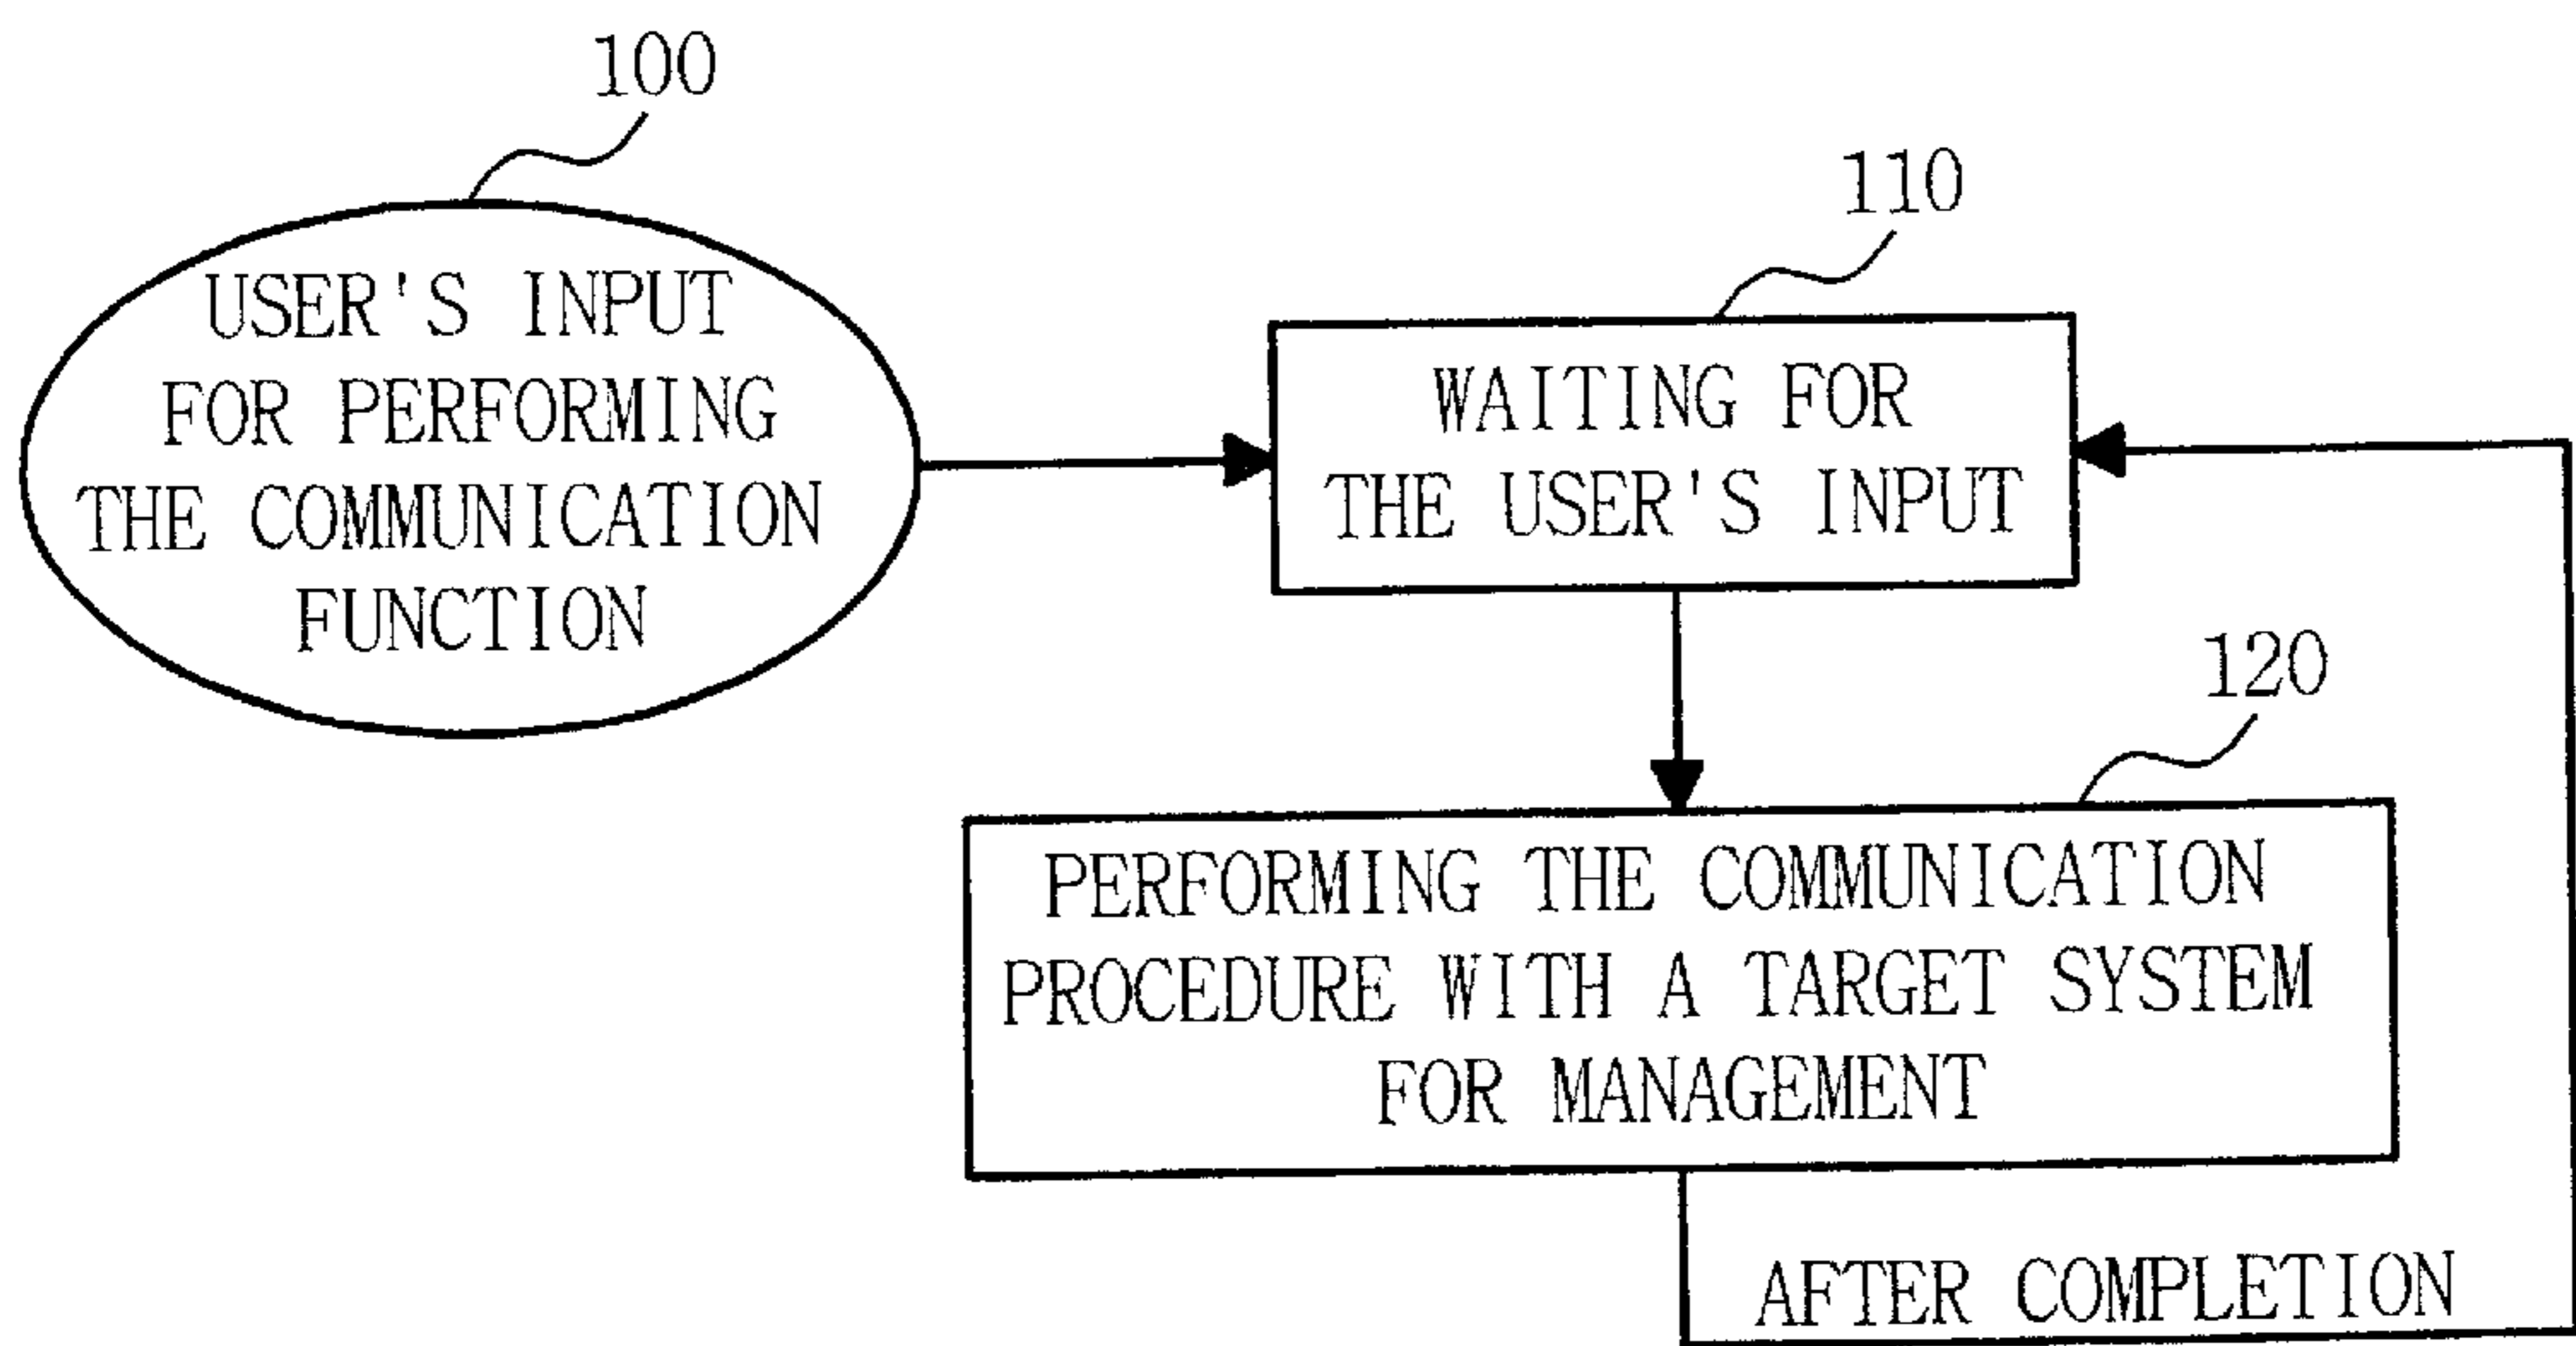 100
USER'S INPUT
FOR PERFORMING
THE COMMUNICATION
FUNCTION
110
WAITING FOR
THE USER'S INPUT
120
PERFORMING THE COMMUNICATION
PROCEDURE WITH A TARGET SYSTEM
FOR MANAGEMENT
AFTER COMPLETION